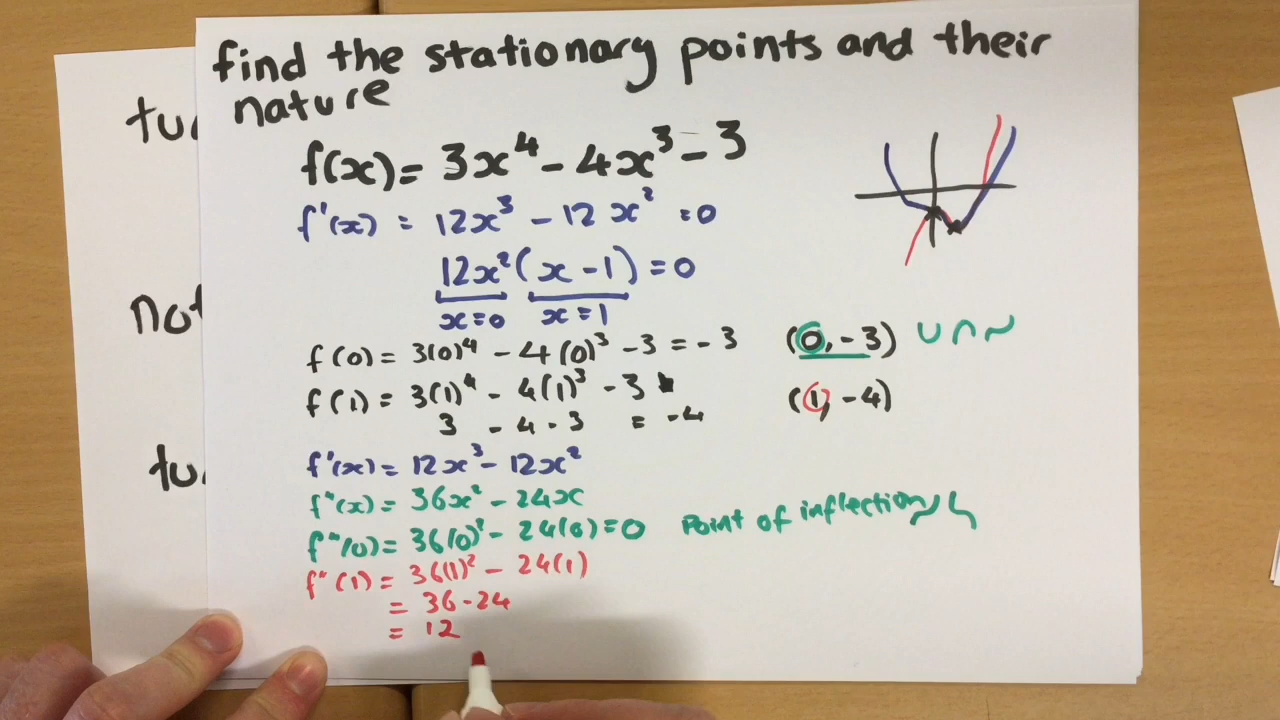 find the stationary points and their
nature
f(x) = 3x⁴ - 4x³ - 3
f'(x) = 12x³ - 12x² = 0
12x²(x - 1) = 0
x=0 x=1
f(0) = 3(0)⁴ - 4(0)³ - 3 = - 3 (0, - 3)
f(1) = 3(1)⁴ - 4(1)³ - 3 (1, -4)
3 - 4 - 3 = -4
f'(x) = 12x³ - 12x²
f"(x) = 36x² - 24x
f"(0) = 36(0)² - 24(0) = 0 Point of inflection
f"(1) = 36(1)² - 24(1)
= 36 - 24
= 12
tu
not
tu